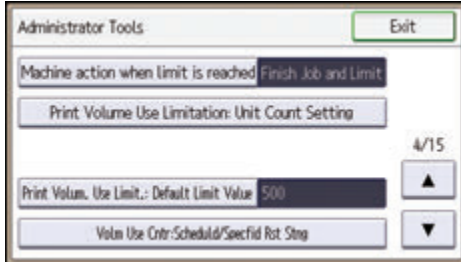 Administrator Tools
Exit
Machine action when limit is reached Finish Job and Limit
Print Volume Use Limitation: Unit Count Setting
4/15
▲
Print Volum. Use Limit.: Default Limit Value 500
▼
Volm Use Cntr:Scheduld/Specfid Rst Stng